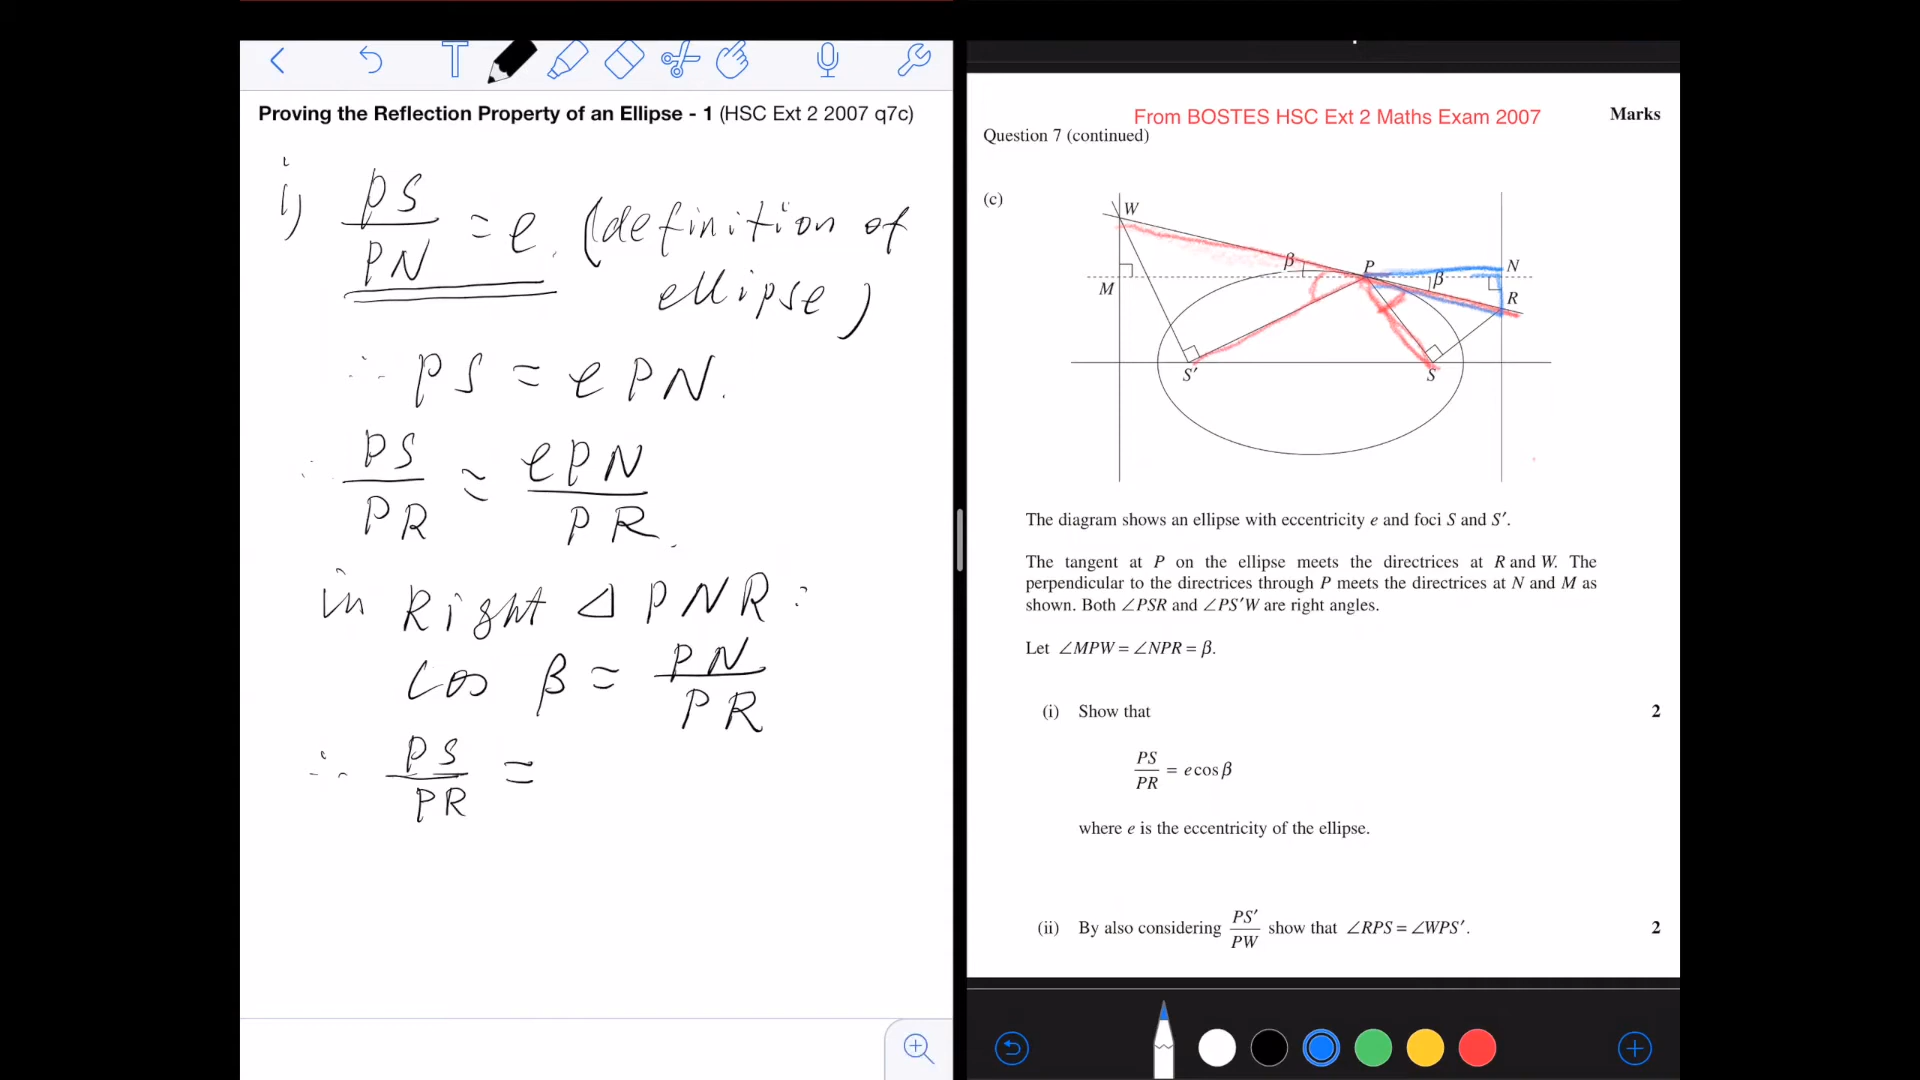 Proving the Reflection Property of an Ellipse - 1 (HSC Ext 2 2007 q7c)
i) PS/PN = e. (definition of
ellipse)
∴ PS = ePN.
∴ PS/PR = ePN/PR.
in Right △ PNR:
cos β = PN/PR
∴ PS/PR =
From BOSTES HSC Ext 2 Maths Exam 2007
Marks
Question 7 (continued)
(c)
W
β
P
N
M
β
R
S′
S
The diagram shows an ellipse with eccentricity e and foci S and S′.
The tangent at P on the ellipse meets the directrices at R and W. The
perpendicular to the directrices through P meets the directrices at N and M as
shown. Both ∠PSR and ∠PS′W are right angles.
Let ∠MPW = ∠NPR = β.
(i) Show that 2
PS/PR = e cos β
where e is the eccentricity of the ellipse.
(ii) By also considering PS′/PW show that ∠RPS = ∠WPS′. 2